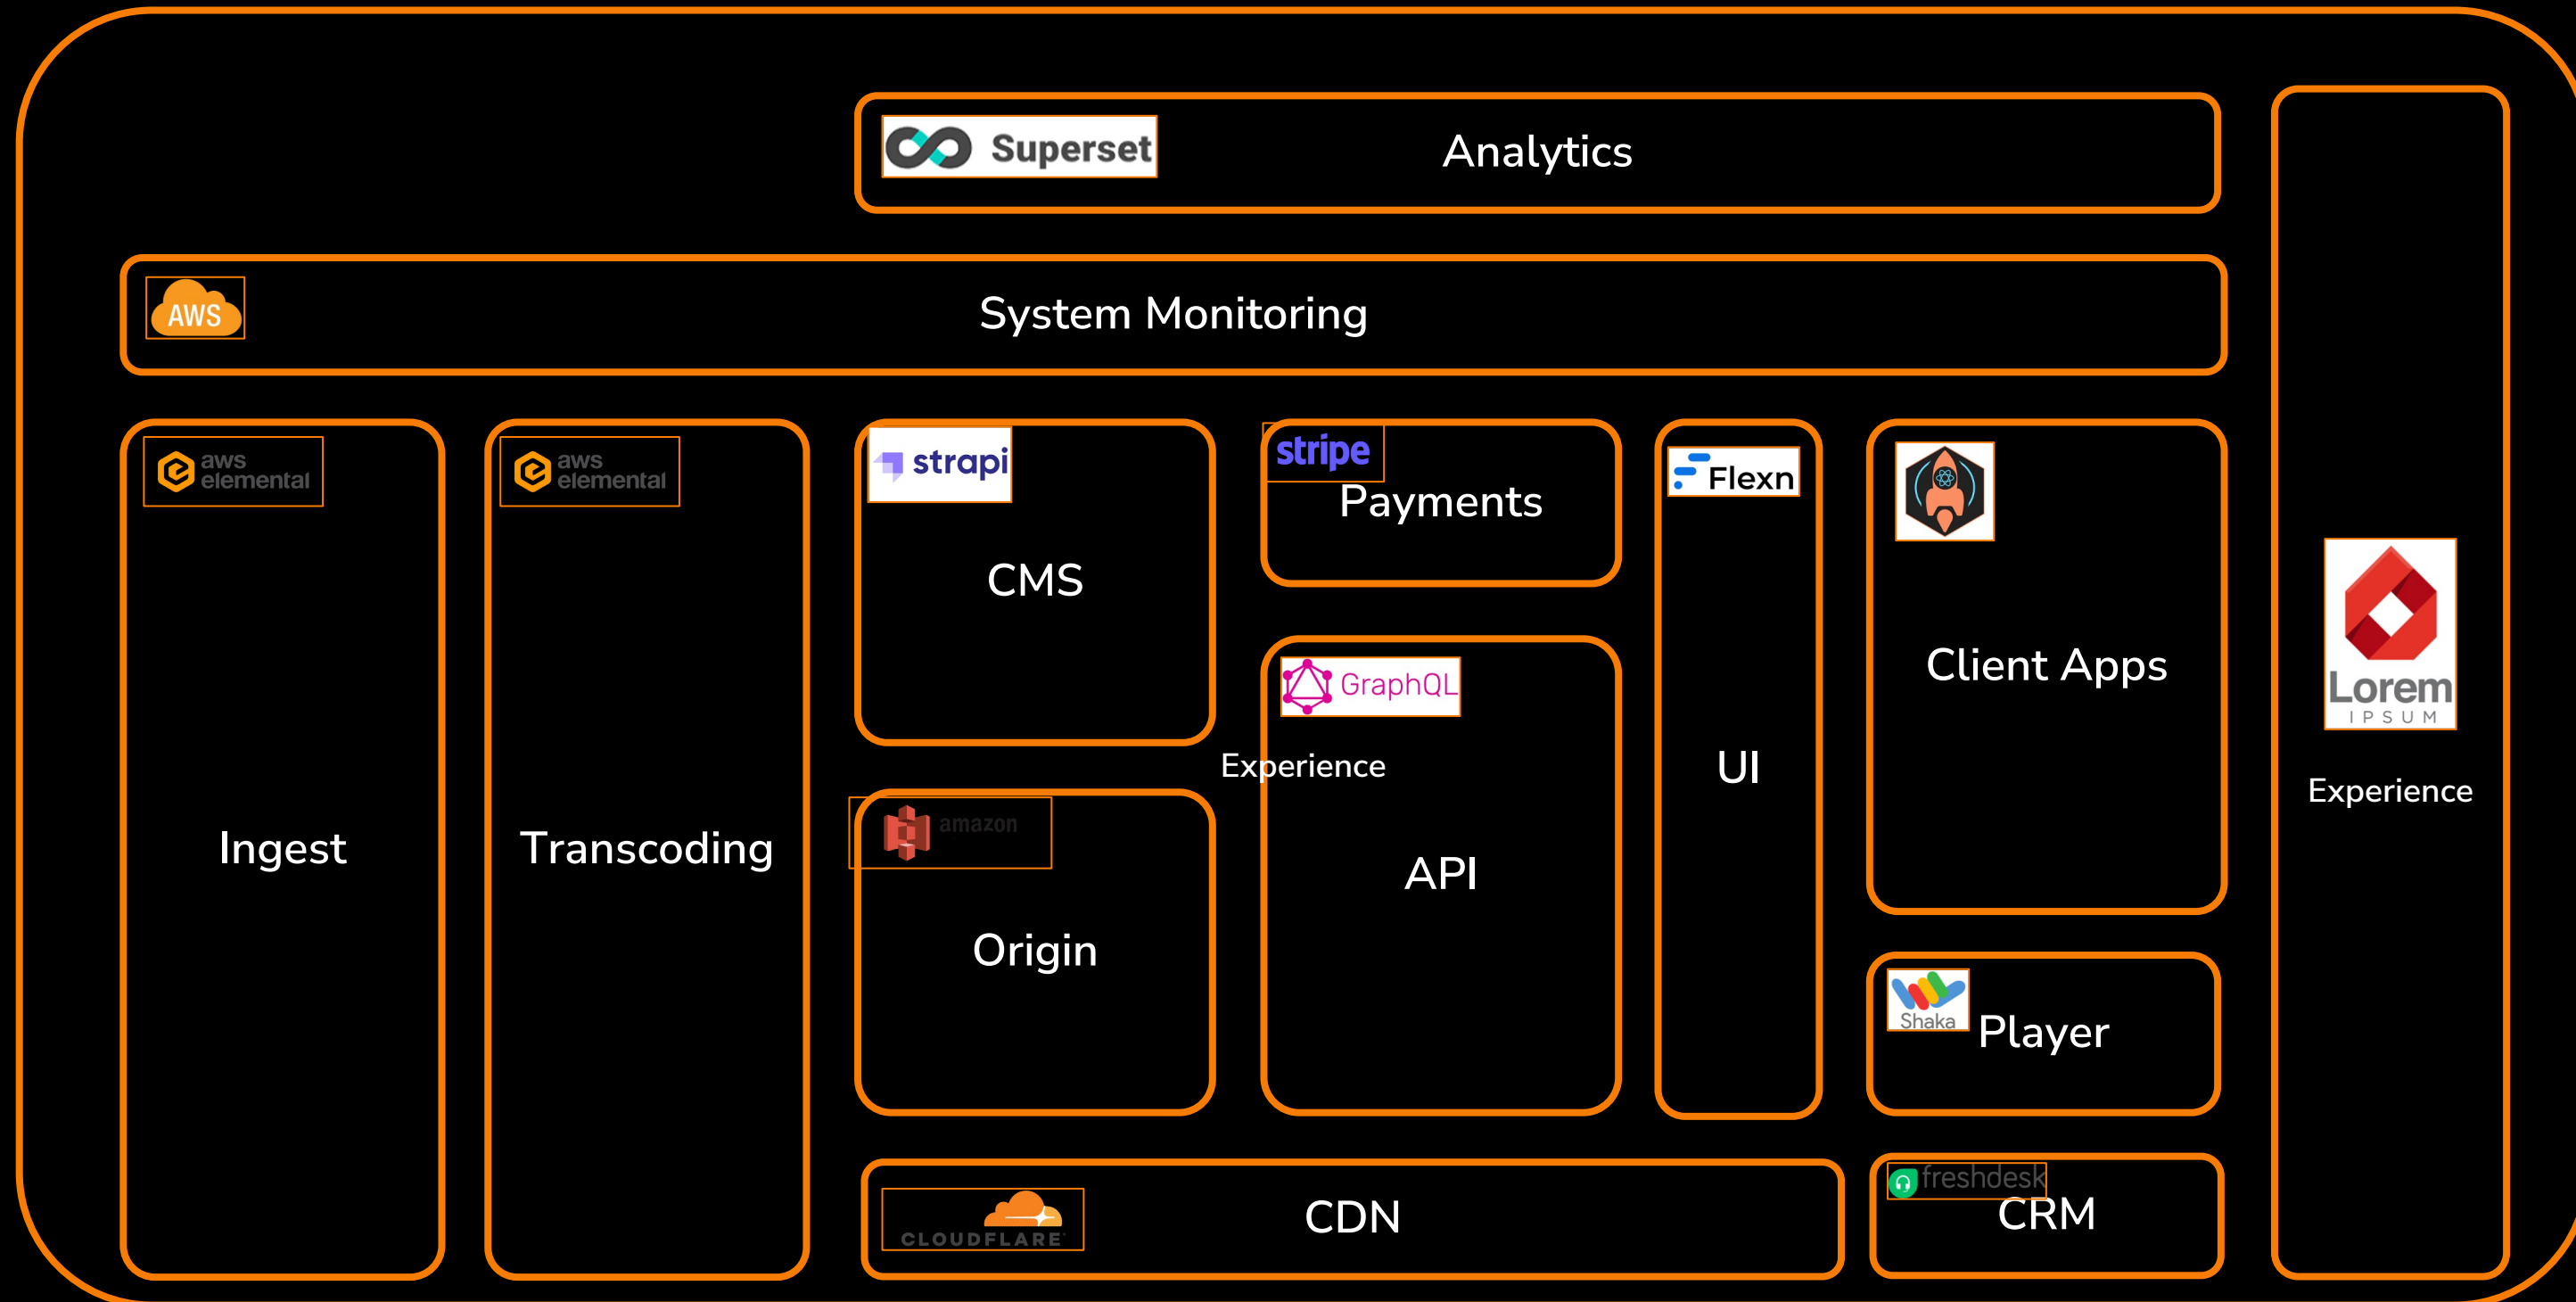 Superset
Analytics
AWS
System Monitoring
aws
elemental
Ingest
aws
elemental
Transcoding
strapi
CMS
amazon
Origin
stripe
Payments
GraphQL
Experience
API
Flexn
UI
Client Apps
Shaka
Player
CLOUDFLARE
CDN
freshdesk
CRM
Lorem
IPSUM
Experience